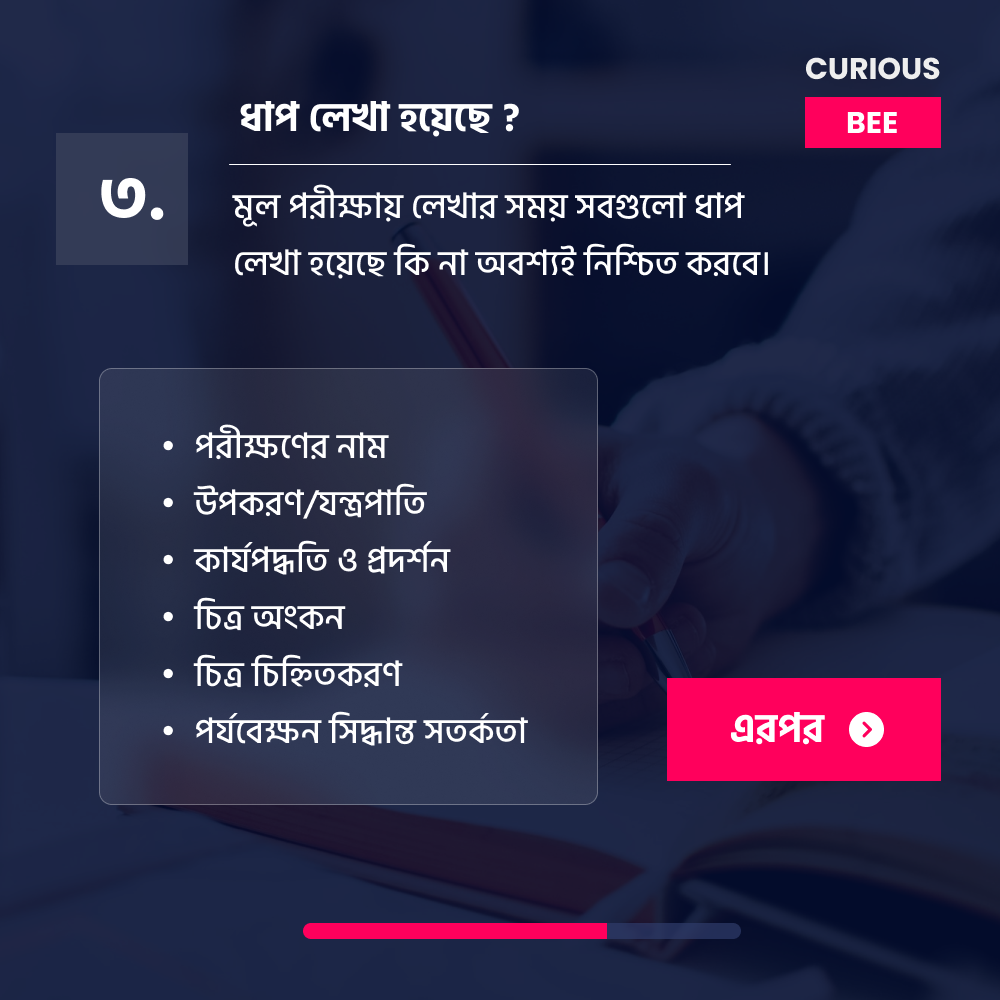 CURIOUS
BEE
ধাপ লেখা হয়েছে ?
৩.
মূল পরীক্ষায় লেখার সময় সবগুলো ধাপ
লেখা হয়েছে কি না অবশ্যই নিশ্চিত করবে।
• পরীক্ষণের নাম
• উপকরণ/যন্ত্রপাতি
• কার্যপদ্ধতি ও প্রদর্শন
• চিত্র অংকন
• চিত্র চিহ্নিতকরণ
• পর্যবেক্ষন সিদ্ধান্ত সতর্কতা
এরপর